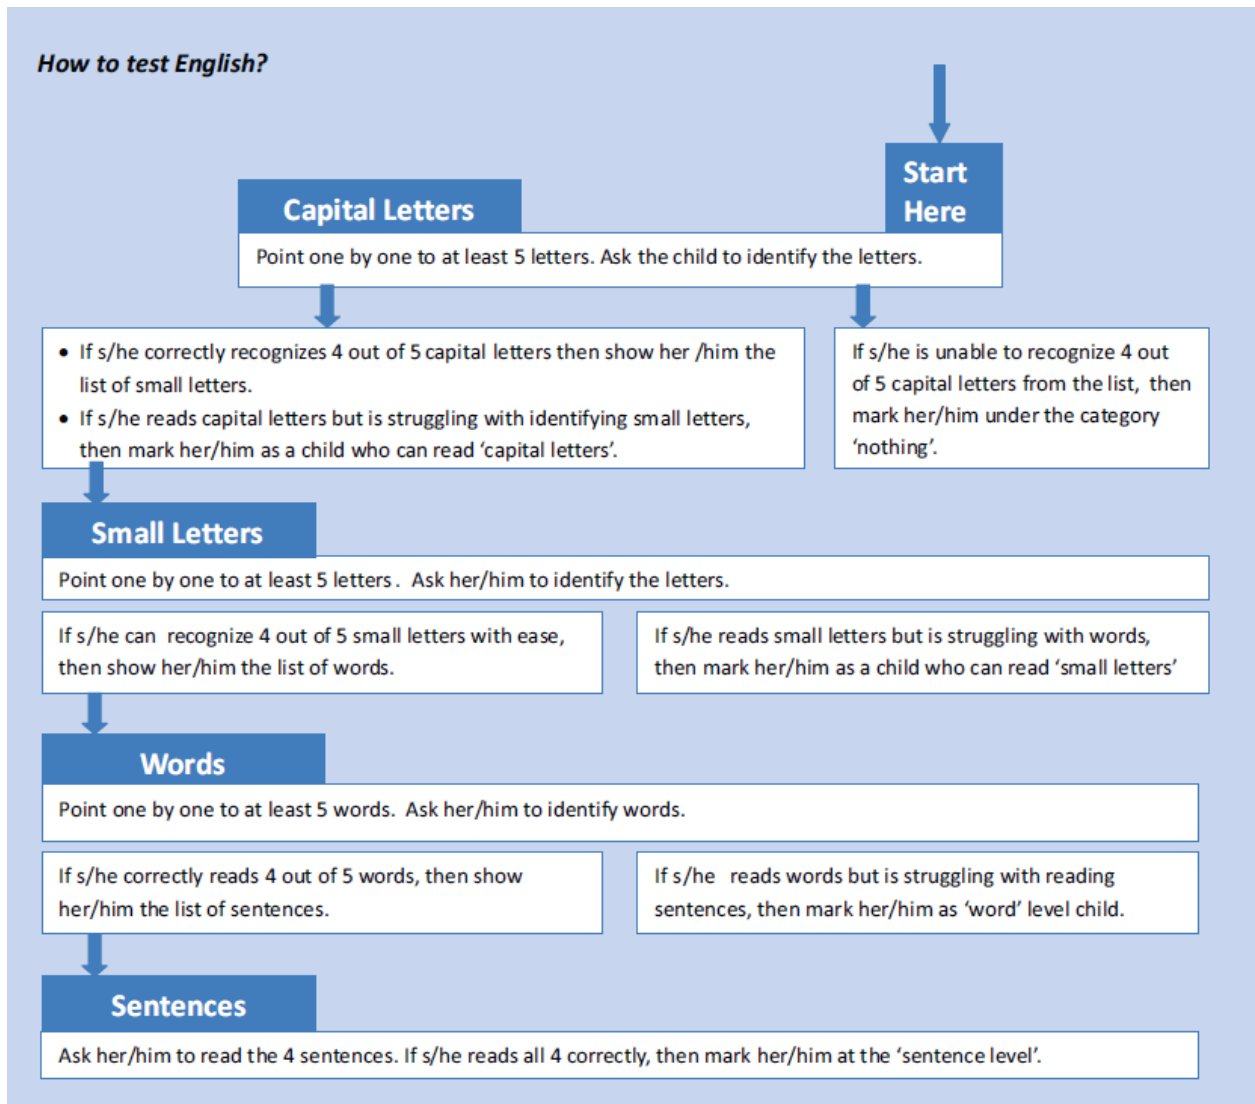 How to test English?
Start
Here
Capital Letters
Point one by one to at least 5 letters. Ask the child to identify the letters.
• If s/he correctly recognizes 4 out of 5 capital letters then show her /him the
list of small letters.
• If s/he reads capital letters but is struggling with identifying small letters,
then mark her/him as a child who can read ‘capital letters’.
If s/he is unable to recognize 4 out
of 5 capital letters from the list, then
mark her/him under the category
‘nothing’.
Small Letters
Point one by one to at least 5 letters. Ask her/him to identify the letters.
If s/he can recognize 4 out of 5 small letters with ease,
then show her/him the list of words.
If s/he reads small letters but is struggling with words,
then mark her/him as a child who can read ‘small letters’
Words
Point one by one to at least 5 words. Ask her/him to identify words.
If s/he correctly reads 4 out of 5 words, then show
her/him the list of sentences.
If s/he reads words but is struggling with reading
sentences, then mark her/him as ‘word’ level child.
Sentences
Ask her/him to read the 4 sentences. If s/he reads all 4 correctly, then mark her/him at the ‘sentence level’.